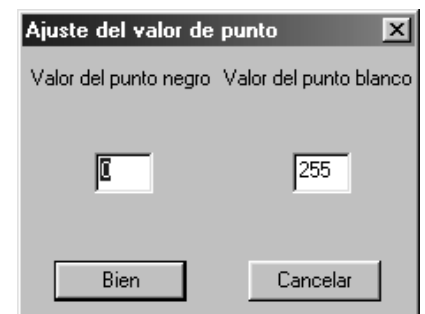 Ajuste del valor de punto
Valor del punto negro Valor del punto blanco
0 255
Bien Cancelar